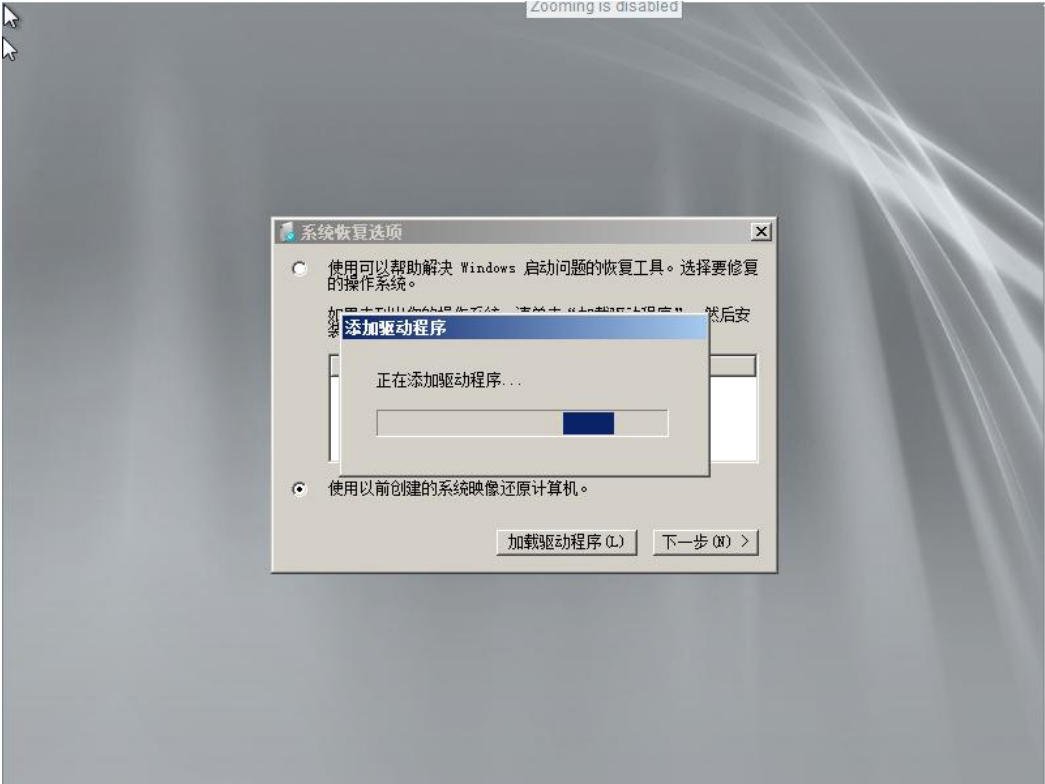 Zooming is disabled
系统恢复选项
使用可以帮助解决 Windows 启动问题的恢复工具。选择要修复
的操作系统。
然后安
添加驱动程序
正在添加驱动程序...
使用以前创建的系统映像还原计算机。
加载驱动程序(L)
下一步(N) >